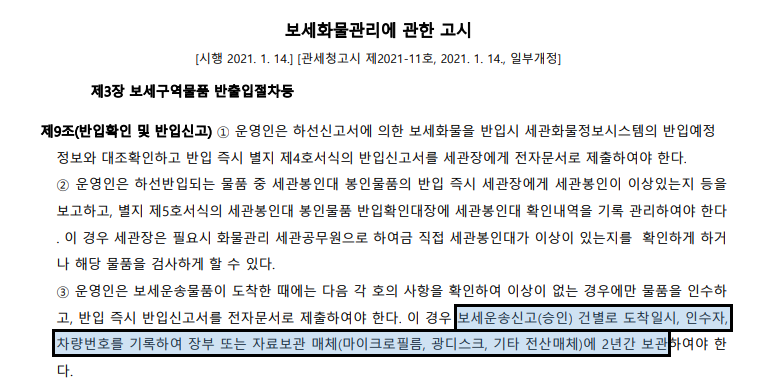 보세화물관리에 관한 고시
[시행 2021. 1. 14.] [관세청고시 제2021-11호, 2021. 1. 14., 일부개정]
제3장 보세구역물품 반출입절차등
제9조(반입확인 및 반입신고) ① 운영인은 하선신고서에 의한 보세화물을 반입시 세관화물정보시스템의 반입예정
정보와 대조확인하고 반입 즉시 별지 제4호서식의 반입신고서를 세관장에게 전자문서로 제출하여야 한다.
② 운영인은 하선반입되는 물품 중 세관봉인대 봉인물품의 반입 즉시 세관장에게 세관봉인이 이상있는지 등을
보고하고, 별지 제5호서식의 세관봉인대 봉인물품 반입확인대장에 세관봉인대 확인내역을 기록 관리하여야 한다
. 이 경우 세관장은 필요시 화물관리 세관공무원으로 하여금 직접 세관봉인대가 이상이 있는지를 확인하게 하거
나 해당 물품을 검사하게 할 수 있다.
③ 운영인은 보세운송물품이 도착한 때에는 다음 각 호의 사항을 확인하여 이상이 없는 경우에만 물품을 인수하
고, 반입 즉시 반입신고서를 전자문서로 제출하여야 한다. 이 경우 보세운송신고(승인) 건별로 도착일시, 인수자,
차량번호를 기록하여 장부 또는 자료보관 매체(마이크로필름, 광디스크, 기타 전산매체)에 2년간 보관하여야 한
다.